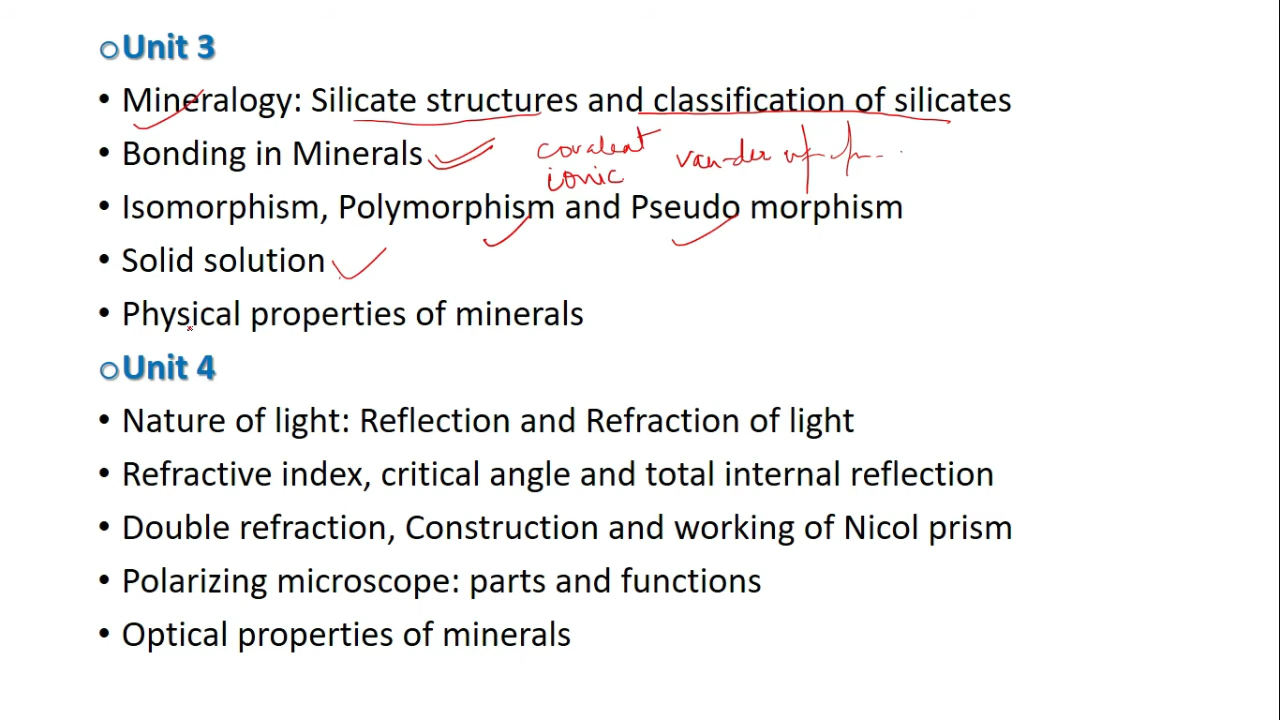 Unit 3
• Mineralogy: Silicate structures and classification of silicates
• Bonding in Minerals
covalent
ionic
van-der
• Isomorphism, Polymorphism and Pseudo morphism
• Solid solution
• Physical properties of minerals
Unit 4
• Nature of light: Reflection and Refraction of light
• Refractive index, critical angle and total internal reflection
• Double refraction, Construction and working of Nicol prism
• Polarizing microscope: parts and functions
• Optical properties of minerals